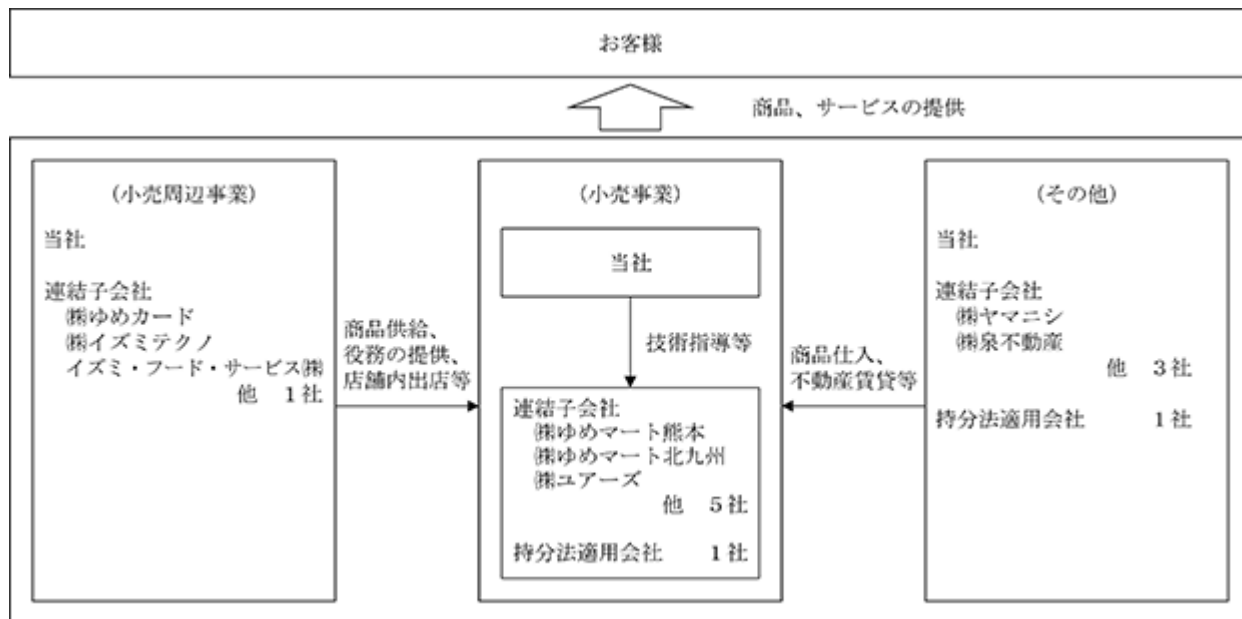 お客様
商品、サービスの提供
(小売周辺事業)
当社
連結子会社
㈱ゆめカード
㈱イズミテクノ
イズミ・フード・サービス㈱
他 1社
商品供給、
役務の提供、
店舗内出店等
(小売事業)
当社
技術指導等
連結子会社
㈱ゆめマート熊本
㈱ゆめマート北九州
㈱ユアーズ
他 5社
持分法適用会社 1社
商品仕入、
不動産賃貸等
(その他)
当社
連結子会社
㈱ヤマニシ
㈱泉不動産
他 3社
持分法適用会社 1社